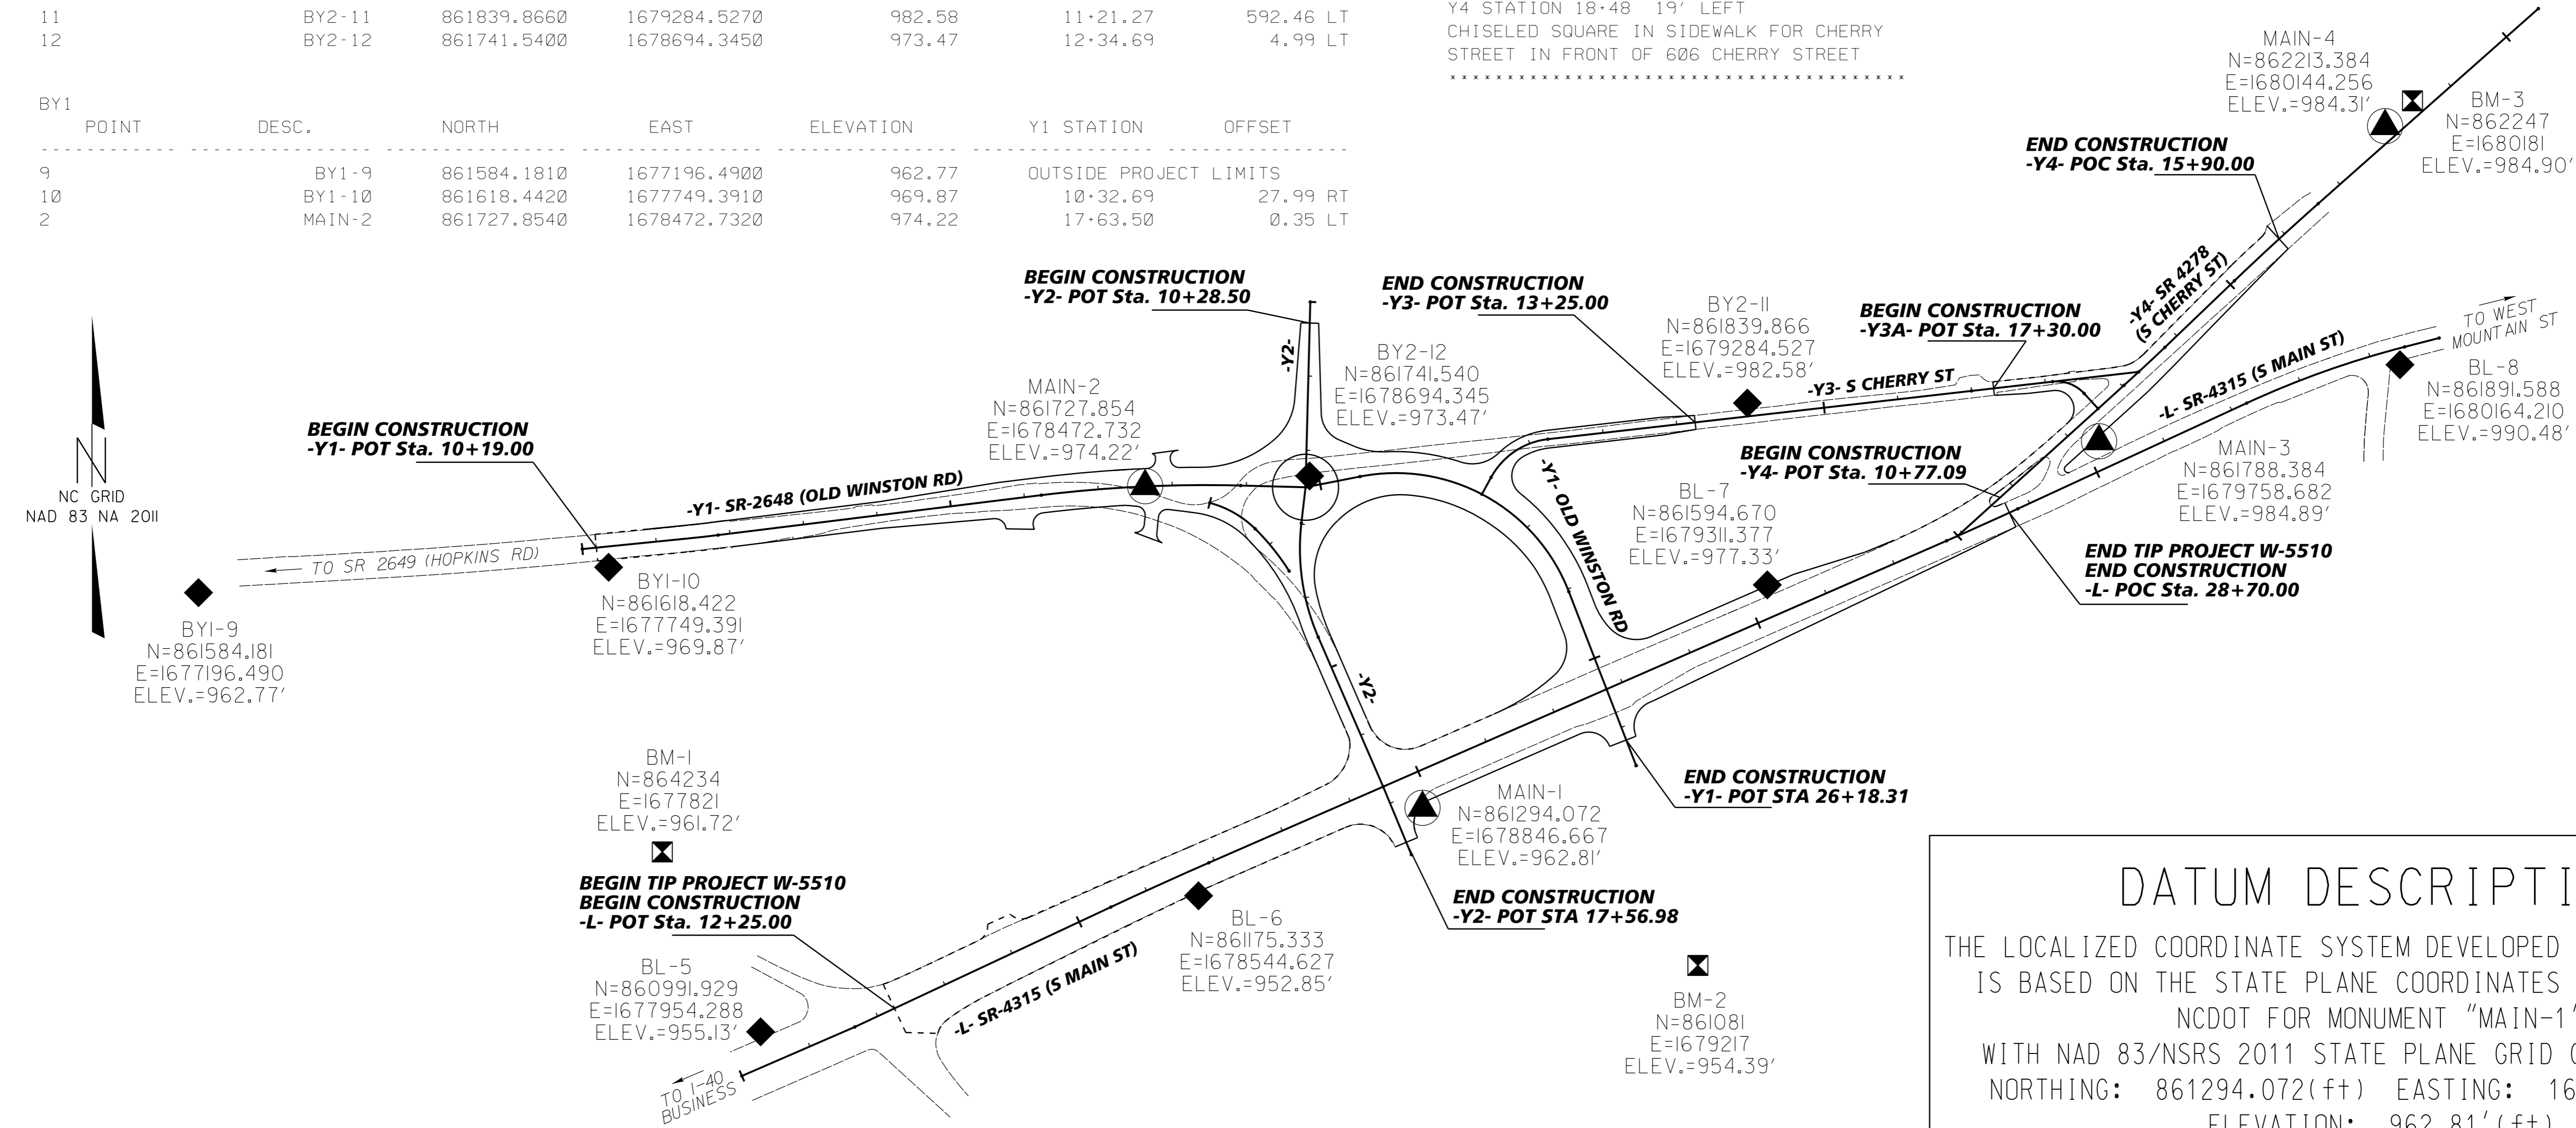 11 BY2-11 861839.8660 1679284.5270 982.58 11+21.27 592.46 LT
12 BY2-12 861741.5400 1678694.3450 973.47 12+34.69 4.99 LT
BY1
POINT DESC. NORTH EAST ELEVATION Y1 STATION OFFSET
9 BY1-9 861584.1810 1677196.4900 962.77 OUTSIDE PROJECT LIMITS
10 BY1-10 861618.4420 1677749.3910 969.87 10+32.69 27.99 RT
2 MAIN-2 861727.8540 1678472.7320 974.22 17+63.50 0.35 LT
Y4 STATION 18+48 19' LEFT
CHISELED SQUARE IN SIDEWALK FOR CHERRY
STREET IN FRONT OF 606 CHERRY STREET
****************************************
MAIN-4
N=862213.384
E=1680144.256
ELEV.=984.31'
BM-3
N=862247
E=1680181
ELEV.=984.90'
END CONSTRUCTION
-Y4- POC Sta. 15+90.00
BEGIN CONSTRUCTION
-Y2- POT Sta. 10+28.50
END CONSTRUCTION
-Y3- POT Sta. 13+25.00
BY2-11
N=861839.866
E=1679284.527
ELEV.=982.58'
BEGIN CONSTRUCTION
-Y3A- POT Sta. 17+30.00
-Y4- SR 4278
(S CHERRY ST)
TO WEST
MOUNTAIN ST
-Y2-
BY2-12
N=861741.540
E=1678694.345
ELEV.=973.47'
MAIN-2
N=861727.854
E=1678472.732
ELEV.=974.22'
-Y3- S CHERRY ST
-L- SR-4315 (S MAIN ST)
BL-8
N=861891.588
E=1680164.210
ELEV.=990.48'
BEGIN CONSTRUCTION
-Y1- POT Sta. 10+19.00
NC GRID
NAD 83 NA 2011
-Y1- SR-2648 (OLD WINSTON RD)
-Y1- OLD WINSTON RD
BEGIN CONSTRUCTION
-Y4- POT Sta. 10+77.09
BL-7
N=861594.670
E=1679311.377
ELEV.=977.33'
MAIN-3
N=861788.384
E=1679758.682
ELEV.=984.89'
TO SR 2649 (HOPKINS RD)
END TIP PROJECT W-5510
END CONSTRUCTION
-L- POC Sta. 28+70.00
BY1-10
N=861618.422
E=1677749.391
ELEV.=969.87'
BY1-9
N=861584.181
E=1677196.490
ELEV.=962.77'
-Y2-
BM-1
N=864234
E=1677821
ELEV.=961.72'
END CONSTRUCTION
-Y1- POT STA 26+18.31
MAIN-1
N=861294.072
E=1678846.667
ELEV.=962.81'
BEGIN TIP PROJECT W-5510
BEGIN CONSTRUCTION
-L- POT Sta. 12+25.00
END CONSTRUCTION
-Y2- POT STA 17+56.98
BL-6
N=861175.333
E=1678544.627
ELEV.=952.85'
-L- SR-4315 (S MAIN ST)
BL-5
N=860991.929
E=1677954.288
ELEV.=955.13'
BM-2
N=861081
E=1679217
ELEV.=954.39'
TO I-40
BUSINESS
DATUM DESCRIPTI
THE LOCALIZED COORDINATE SYSTEM DEVELOPED
IS BASED ON THE STATE PLANE COORDINATES
NCDOT FOR MONUMENT "MAIN-1"
WITH NAD 83/NSRS 2011 STATE PLANE GRID
NORTHING: 861294.072(ft) EASTING: 16
ELEVATION: 962.81'(ft)